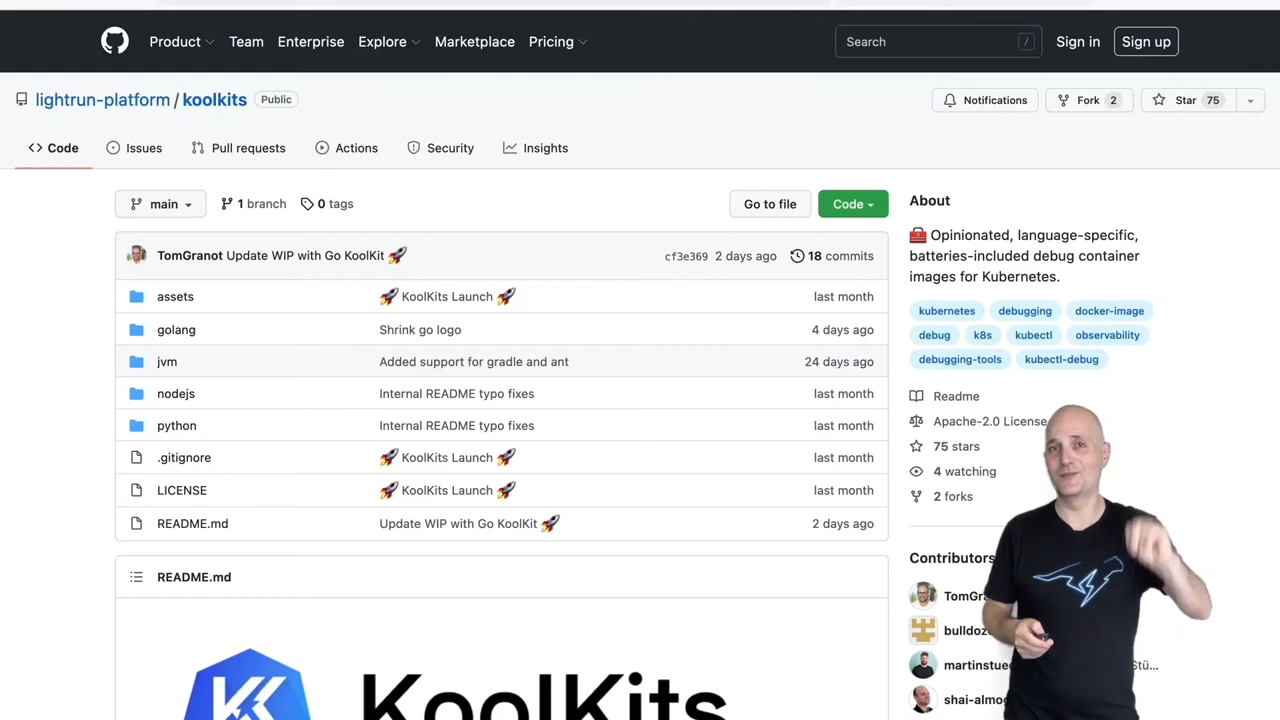 Product Team Enterprise Explore Marketplace Pricing Search / Sign in Sign up
lightrun-platform / koolkits Public Notifications Fork 2 Star 75
Code Issues Pull requests Actions Security Insights
main 1 branch 0 tags Go to file Code
TomGranot Update WIP with Go KoolKit 🚀 cf3e369 2 days ago 18 commits
assets 🚀 KoolKits Launch 🚀 last month
golang Shrink go logo 4 days ago
jvm Added support for gradle and ant 24 days ago
nodejs Internal README typo fixes last month
python Internal README typo fixes last month
.gitignore 🚀 KoolKits Launch 🚀 last month
LICENSE 🚀 KoolKits Launch 🚀 last month
README.md Update WIP with Go KoolKit 🚀 2 days ago
README.md
KoolKits
About
🧰 Opinionated, language-specific,
batteries-included debug container
images for Kubernetes.
kubernetes debugging docker-image
debug k8s kubectl observability
debugging-tools kubectl-debug
Readme
Apache-2.0 License
75 stars
4 watching
2 forks
Contributors
TomGra
bulldoz
martinstue Stü...
shai-almog